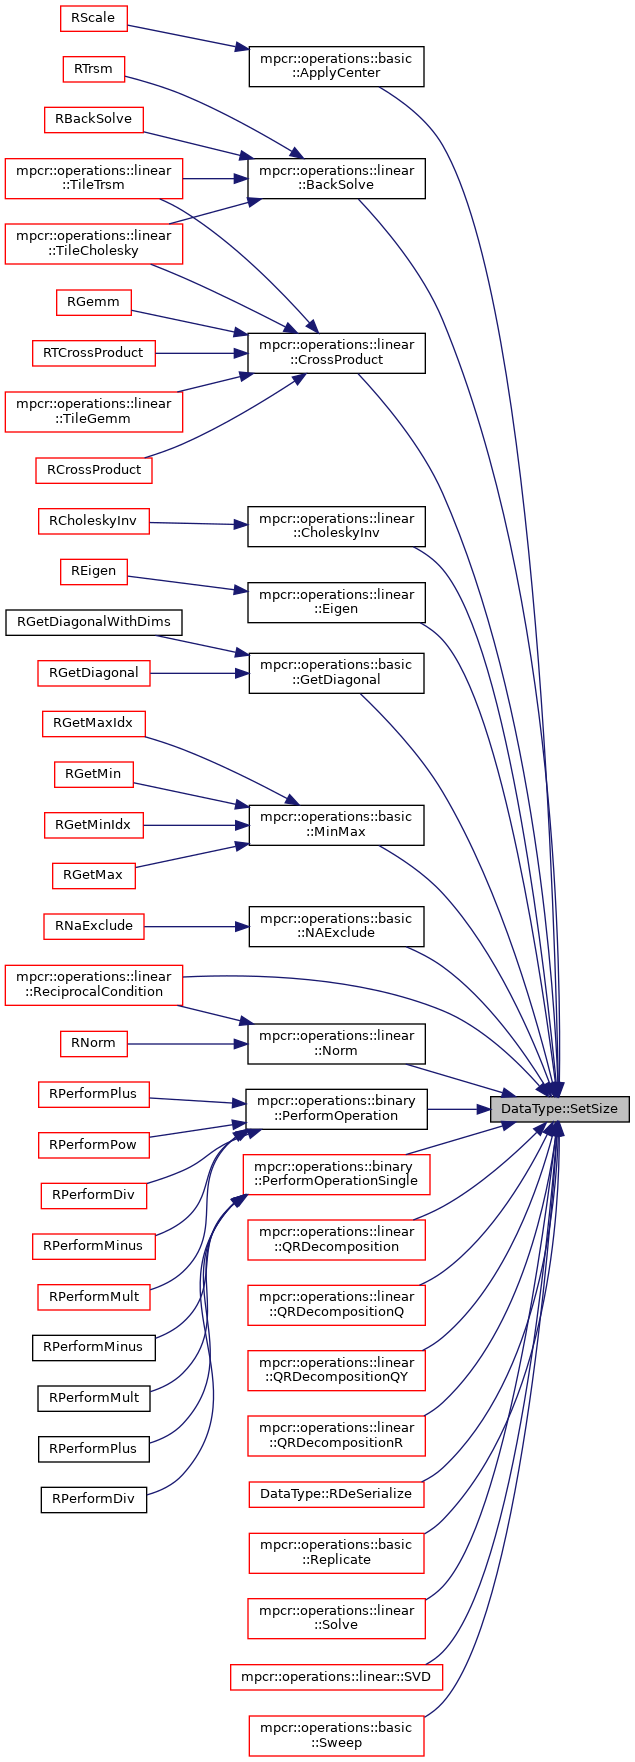 RScale
mpcr::operations::basic
::ApplyCenter
RTrsm
RBackSolve
mpcr::operations::linear
::TileTrsm
mpcr::operations::linear
::BackSolve
mpcr::operations::linear
::TileCholesky
RGemm
RTCrossProduct
mpcr::operations::linear
::CrossProduct
mpcr::operations::linear
::TileGemm
RCrossProduct
RCholeskyInv
mpcr::operations::linear
::CholeskyInv
REigen
mpcr::operations::linear
::Eigen
RGetDiagonalWithDims
RGetDiagonal
mpcr::operations::basic
::GetDiagonal
RGetMaxIdx
RGetMin
RGetMinIdx
RGetMax
mpcr::operations::basic
::MinMax
RNaExclude
mpcr::operations::basic
::NAExclude
mpcr::operations::linear
::ReciprocalCondition
RNorm
mpcr::operations::linear
::Norm
RPerformPlus
RPerformPow
RPerformDiv
RPerformMinus
RPerformMult
mpcr::operations::binary
::PerformOperation
DataType::SetSize
RPerformMinus
RPerformMult
RPerformPlus
RPerformDiv
mpcr::operations::binary
::PerformOperationSingle
mpcr::operations::linear
::QRDecomposition
mpcr::operations::linear
::QRDecompositionQ
mpcr::operations::linear
::QRDecompositionQY
mpcr::operations::linear
::QRDecompositionR
DataType::RDeSerialize
mpcr::operations::basic
::Replicate
mpcr::operations::linear
::Solve
mpcr::operations::linear::SVD
mpcr::operations::basic
::Sweep